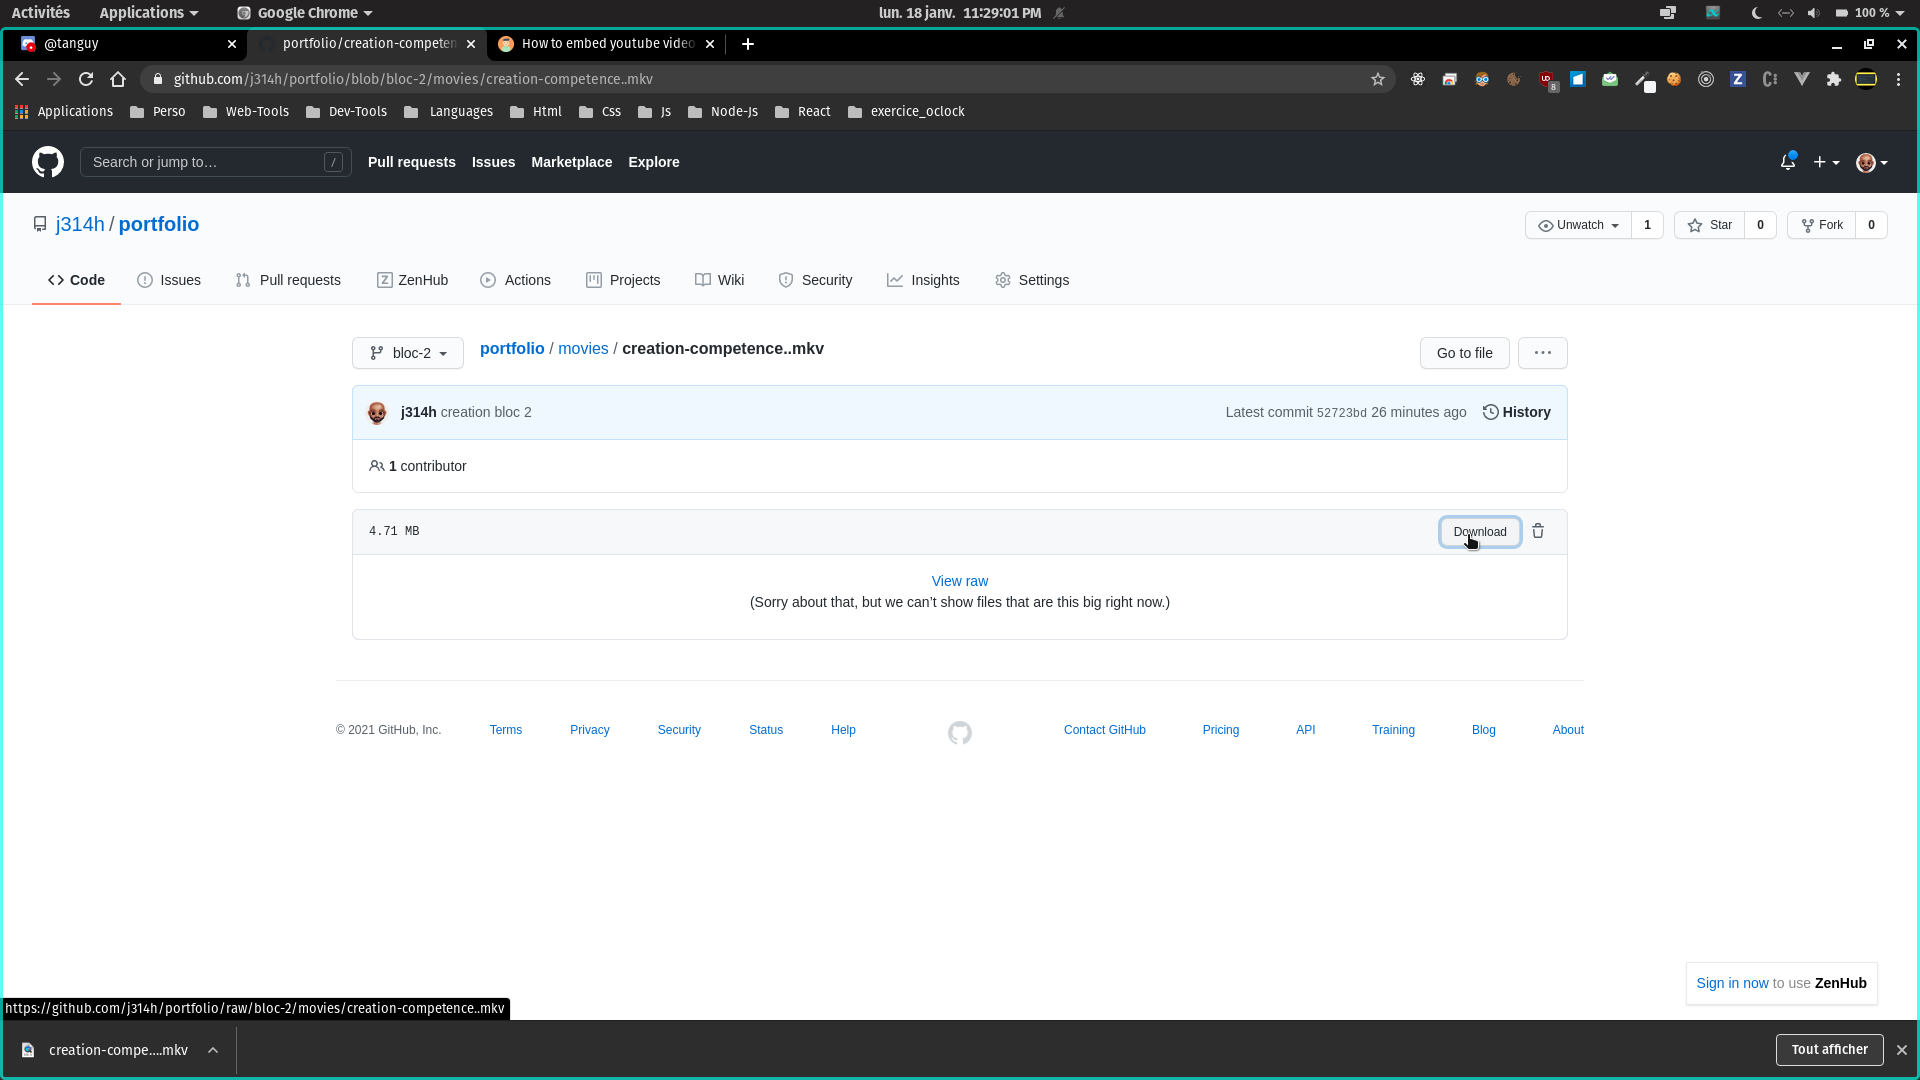 Activités Applications Google Chrome lun. 18 janv. 11:29:01 PM 100 %
@tanguy portfolio/creation-competen How to embed youtube video
github.com/j314h/portfolio/blob/bloc-2/movies/creation-competence..mkv
8
Applications Perso Web-Tools Dev-Tools Languages Html Css Js Node-Js React exercice_oclock
Search or jump to… / Pull requests Issues Marketplace Explore
j314h / portfolio Unwatch 1 Star 0 Fork 0
Code Issues Pull requests ZenHub Actions Projects Wiki Security Insights Settings
bloc-2 portfolio / movies / creation-competence..mkv Go to file
j314h creation bloc 2 Latest commit 52723bd 26 minutes ago History
1 contributor
4.71 MB Download
View raw
(Sorry about that, but we can’t show files that are this big right now.)
© 2021 GitHub, Inc. Terms Privacy Security Status Help Contact GitHub Pricing API Training Blog About
Sign in now to use ZenHub
https://github.com/j314h/portfolio/raw/bloc-2/movies/creation-competence..mkv
creation-compe....mkv Tout afficher